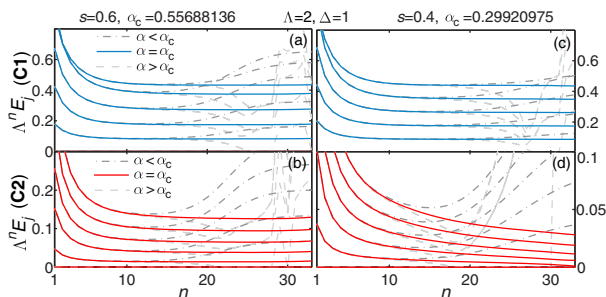 s=0.6, α_c=0.55688136 Λ=2, Δ=1 s=0.4, α_c=0.29920975
(a) (c)
α<α_c α=α_c α>α_c
0.6 0.4 0.2 0
0.6 0.4 0.2
Λ^n E_j (C1)
(b) (d)
α<α_c α=α_c α>α_c
0.2 0.1 0
0.1 0.05 0
Λ^n E_j (C2)
1 10 20 30 1 10 20 30
n n